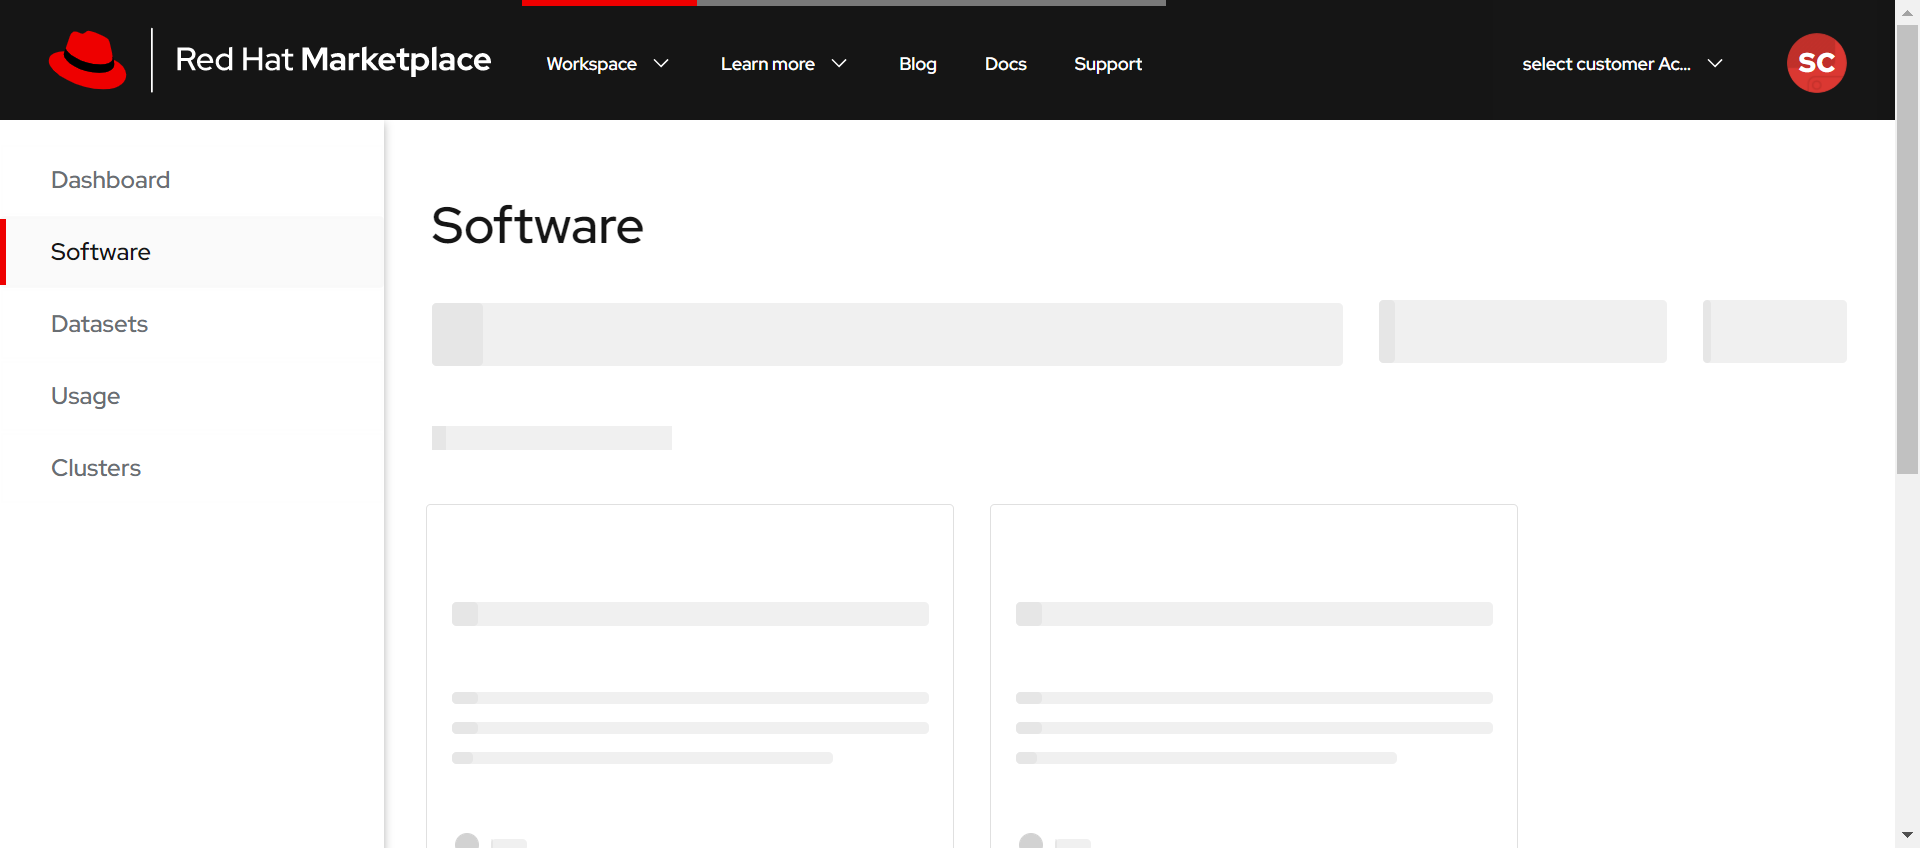 Red Hat Marketplace
Workspace
Learn more
Blog
Docs
Support
select customer Ac...
SC
Dashboard
Software
Datasets
Usage
Clusters
Software